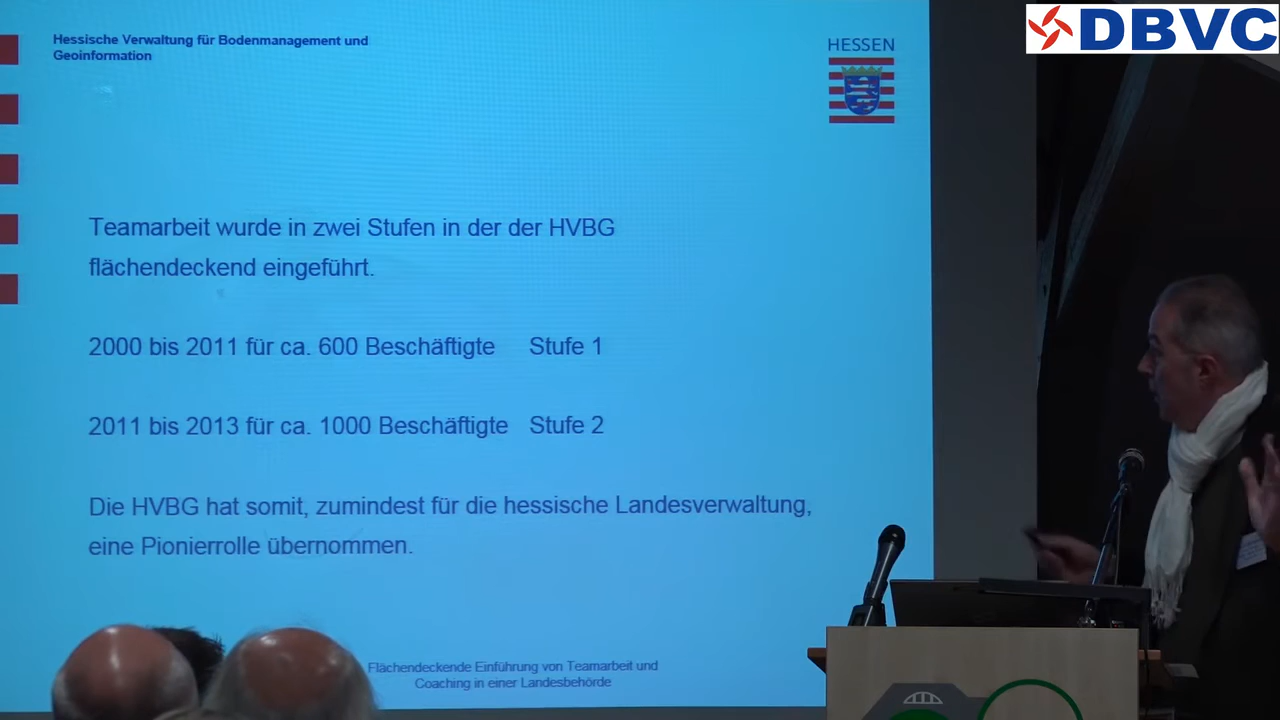 Hessische Verwaltung für Bodenmanagement und
Geoinformation
HESSEN
DBVC
Teamarbeit wurde in zwei Stufen in der der HVBG
flächendeckend eingeführt.
2000 bis 2011 für ca. 600 Beschäftigte Stufe 1
2011 bis 2013 für ca. 1000 Beschäftigte Stufe 2
Die HVBG hat somit, zumindest für die hessische Landesverwaltung,
eine Pionierrolle übernommen.
Flächendeckende Einführung von Teamarbeit und
Coaching in einer Landesbehörde